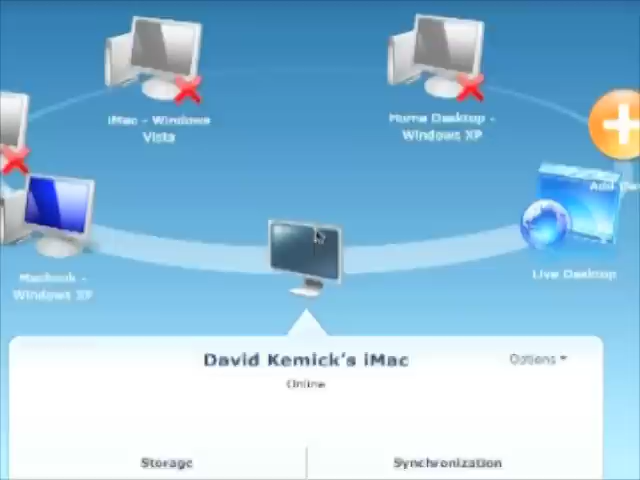 iMac - Windows
Vista
Home Desktop -
Windows XP
Add
Macbook -
Windows XP
Live Desktop
David Kemick's iMac
Options
Online
Storage
Synchronization